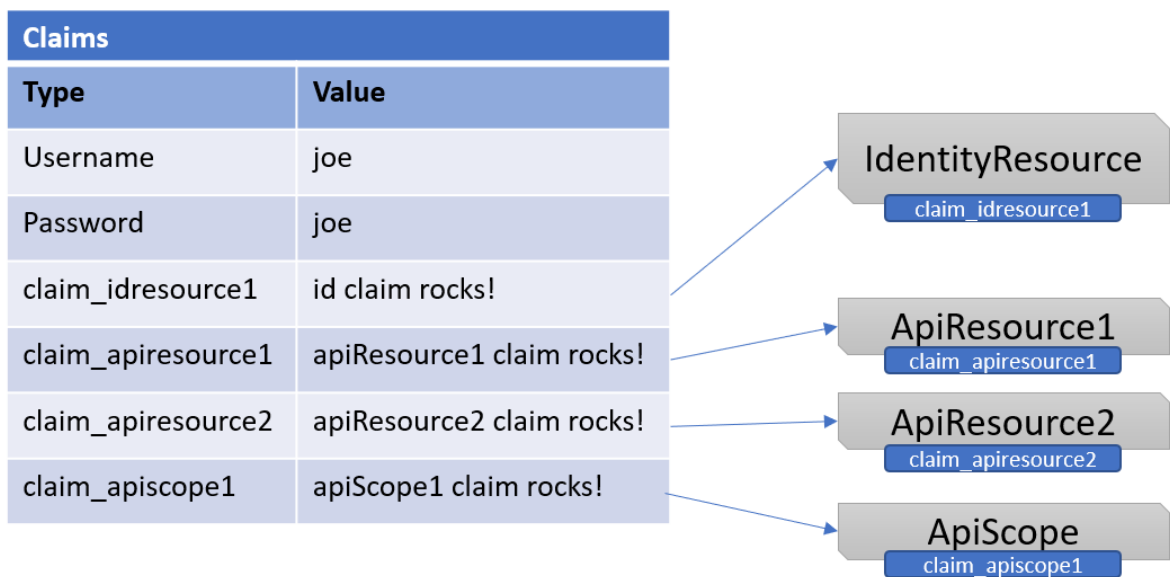 Claims
Type Value
Username joe
Password joe
claim_idresource1 id claim rocks!
claim_apiresource1 apiResource1 claim rocks!
claim_apiresource2 apiResource2 claim rocks!
claim_apiscope1 apiScope1 claim rocks!
IdentityResource
claim_idresource1
ApiResource1
claim_apiresource1
ApiResource2
claim_apiresource2
ApiScope
claim_apiscope1